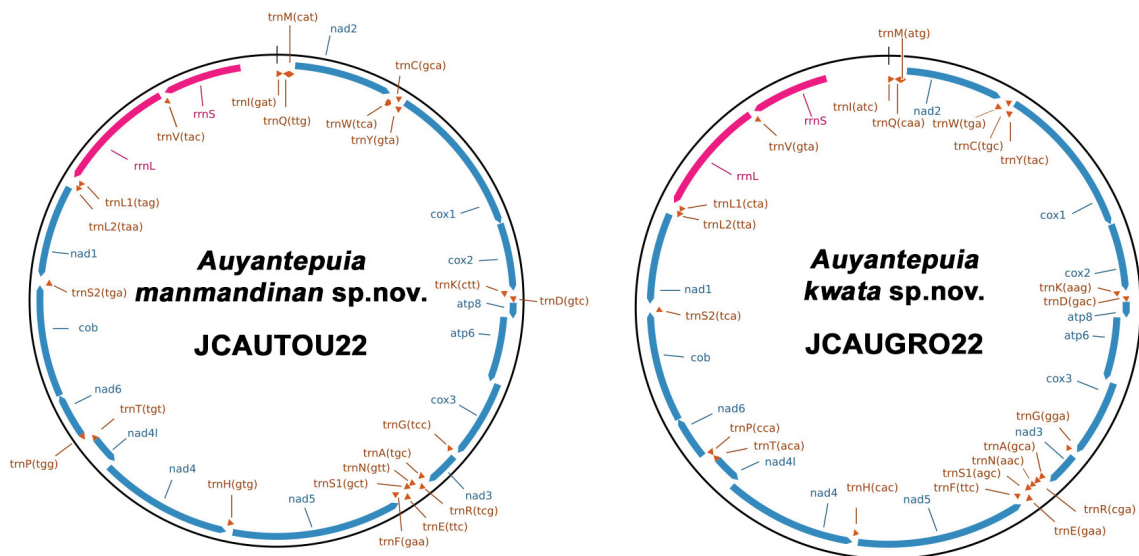 trnM(cat)
nad2
trnC(gca)
trnI(gat)
trnQ(ttg)
trnW(tca)
trnY(gta)
rrnS
trnV(tac)
rrnL
trnL1(tag)
trnL2(taa)
nad1
trnS2(tga)
cob
nad6
trnT(tgt)
nad4l
trnP(tgg)
nad4
trnH(gtg)
nad5
cox1
cox2
trnK(ctt)
trnD(gtc)
atp8
atp6
cox3
trnG(tcc)
trnA(tgc)
trnN(gtt)
trnS1(gct)
nad3
trnR(tcg)
trnE(ttc)
trnF(gaa)
Auyantepuia
manmandinan sp.nov.
JCAUTOU22
trnM(atg)
nad2
trnI(atc)
trnQ(caa)
trnW(tga)
trnC(tgc)
trnY(tac)
rrnS
trnV(gta)
rrnL
trnL1(cta)
trnL2(tta)
nad1
trnS2(tca)
cob
nad6
trnP(cca)
trnT(aca)
nad4l
nad4
trnH(cac)
nad5
cox1
cox2
trnK(aag)
trnD(gac)
atp8
atp6
cox3
trnG(gga)
nad3
trnA(gca)
trnN(aac)
trnS1(agc)
trnF(ttc)
trnR(cga)
trnE(gaa)
Auyantepuia
kwata sp.nov.
JCAUGRO22